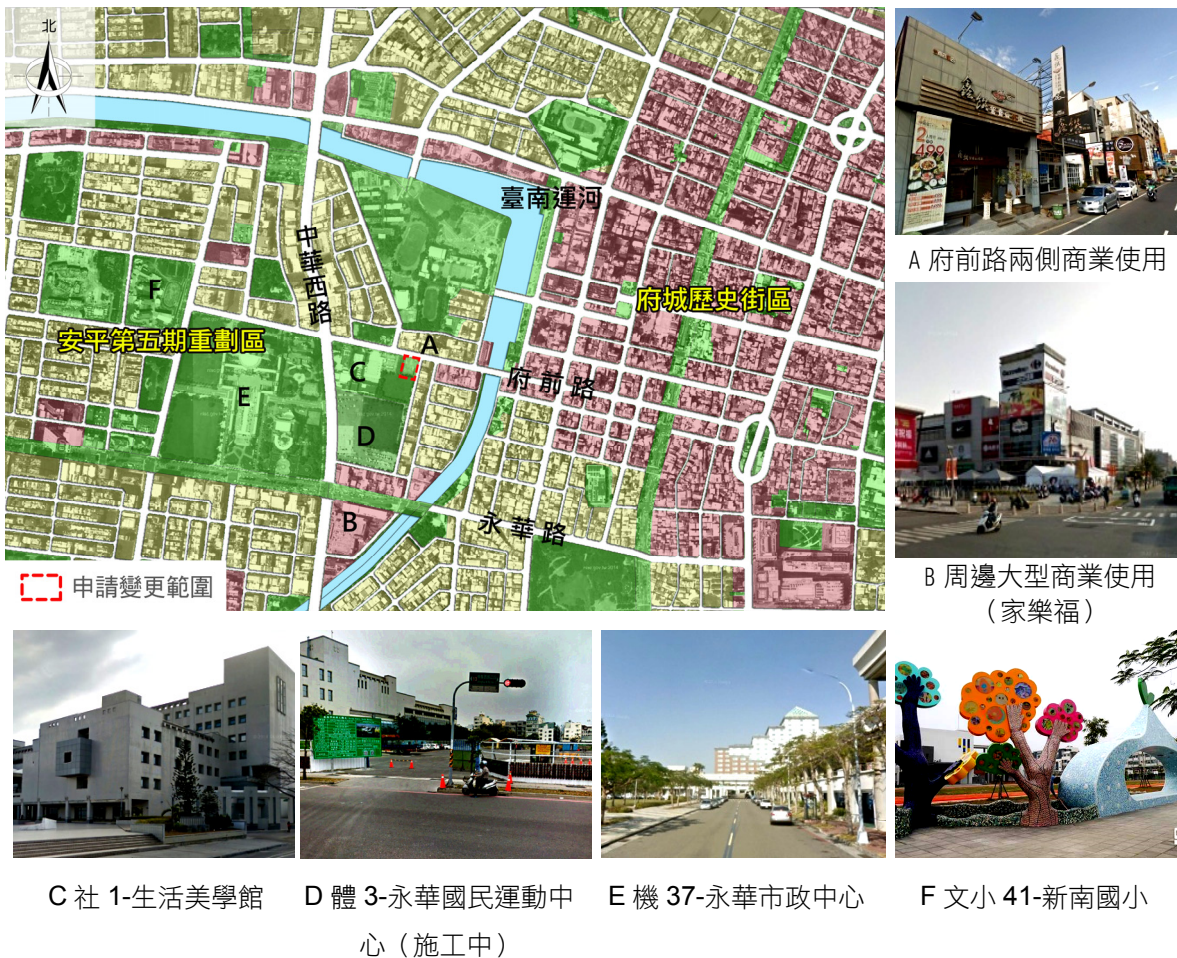 北
臺南運河
中華西路
F
府城歷史街區
安平第五期重劃區
A
C
府前路
E
D
B
永華路
申請變更範圍
2
499
A 府前路兩側商業使用
B 周邊大型商業使用
（家樂福）
C 社 1-生活美學館
D 體 3-永華國民運動中
心（施工中）
E 機 37-永華市政中心
F 文小 41-新南國小